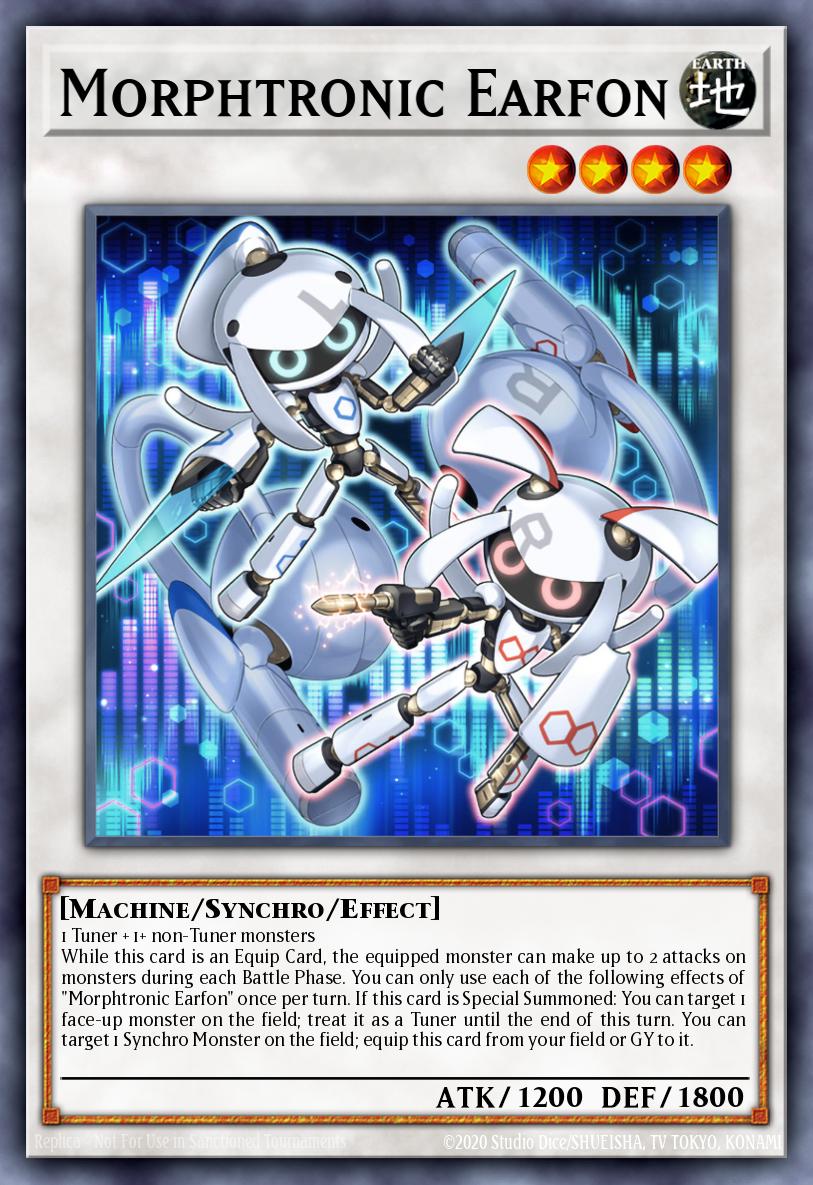 Morphtronic Earfon
EARTH
地
L
R
R
[Machine/Synchro/Effect]
1 Tuner + 1+ non-Tuner monsters
While this card is an Equip Card, the equipped monster can make up to 2 attacks on
monsters during each Battle Phase. You can only use each of the following effects of
"Morphtronic Earfon" once per turn. If this card is Special Summoned: You can target 1
face-up monster on the field; treat it as a Tuner until the end of this turn. You can
target 1 Synchro Monster on the field; equip this card from your field or GY to it.
ATK/1200 DEF/1800
Replica - Not For Use in Sanctioned Tournaments ©2020 Studio Dice/SHUEISHA, TV TOKYO, KONAMI